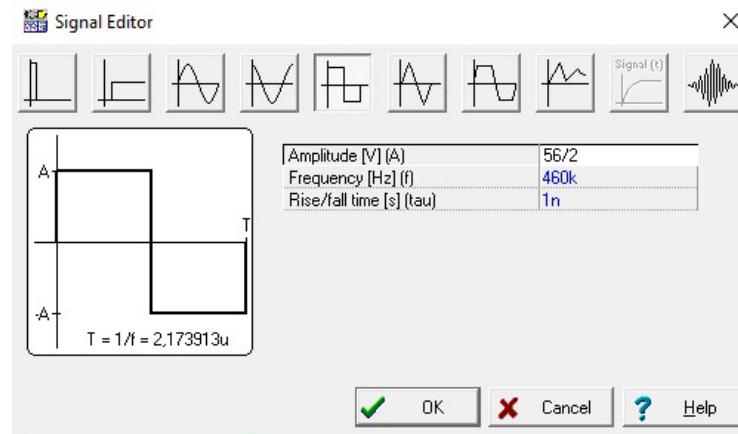 Signal Editor
Signal (t)
Amplitude [V] (A) 56/2
Frequency [Hz] (f) 460k
Rise/fall time [s] (tau) 1n
A
T
-A
T = 1/f = 2,173913u
OK Cancel Help